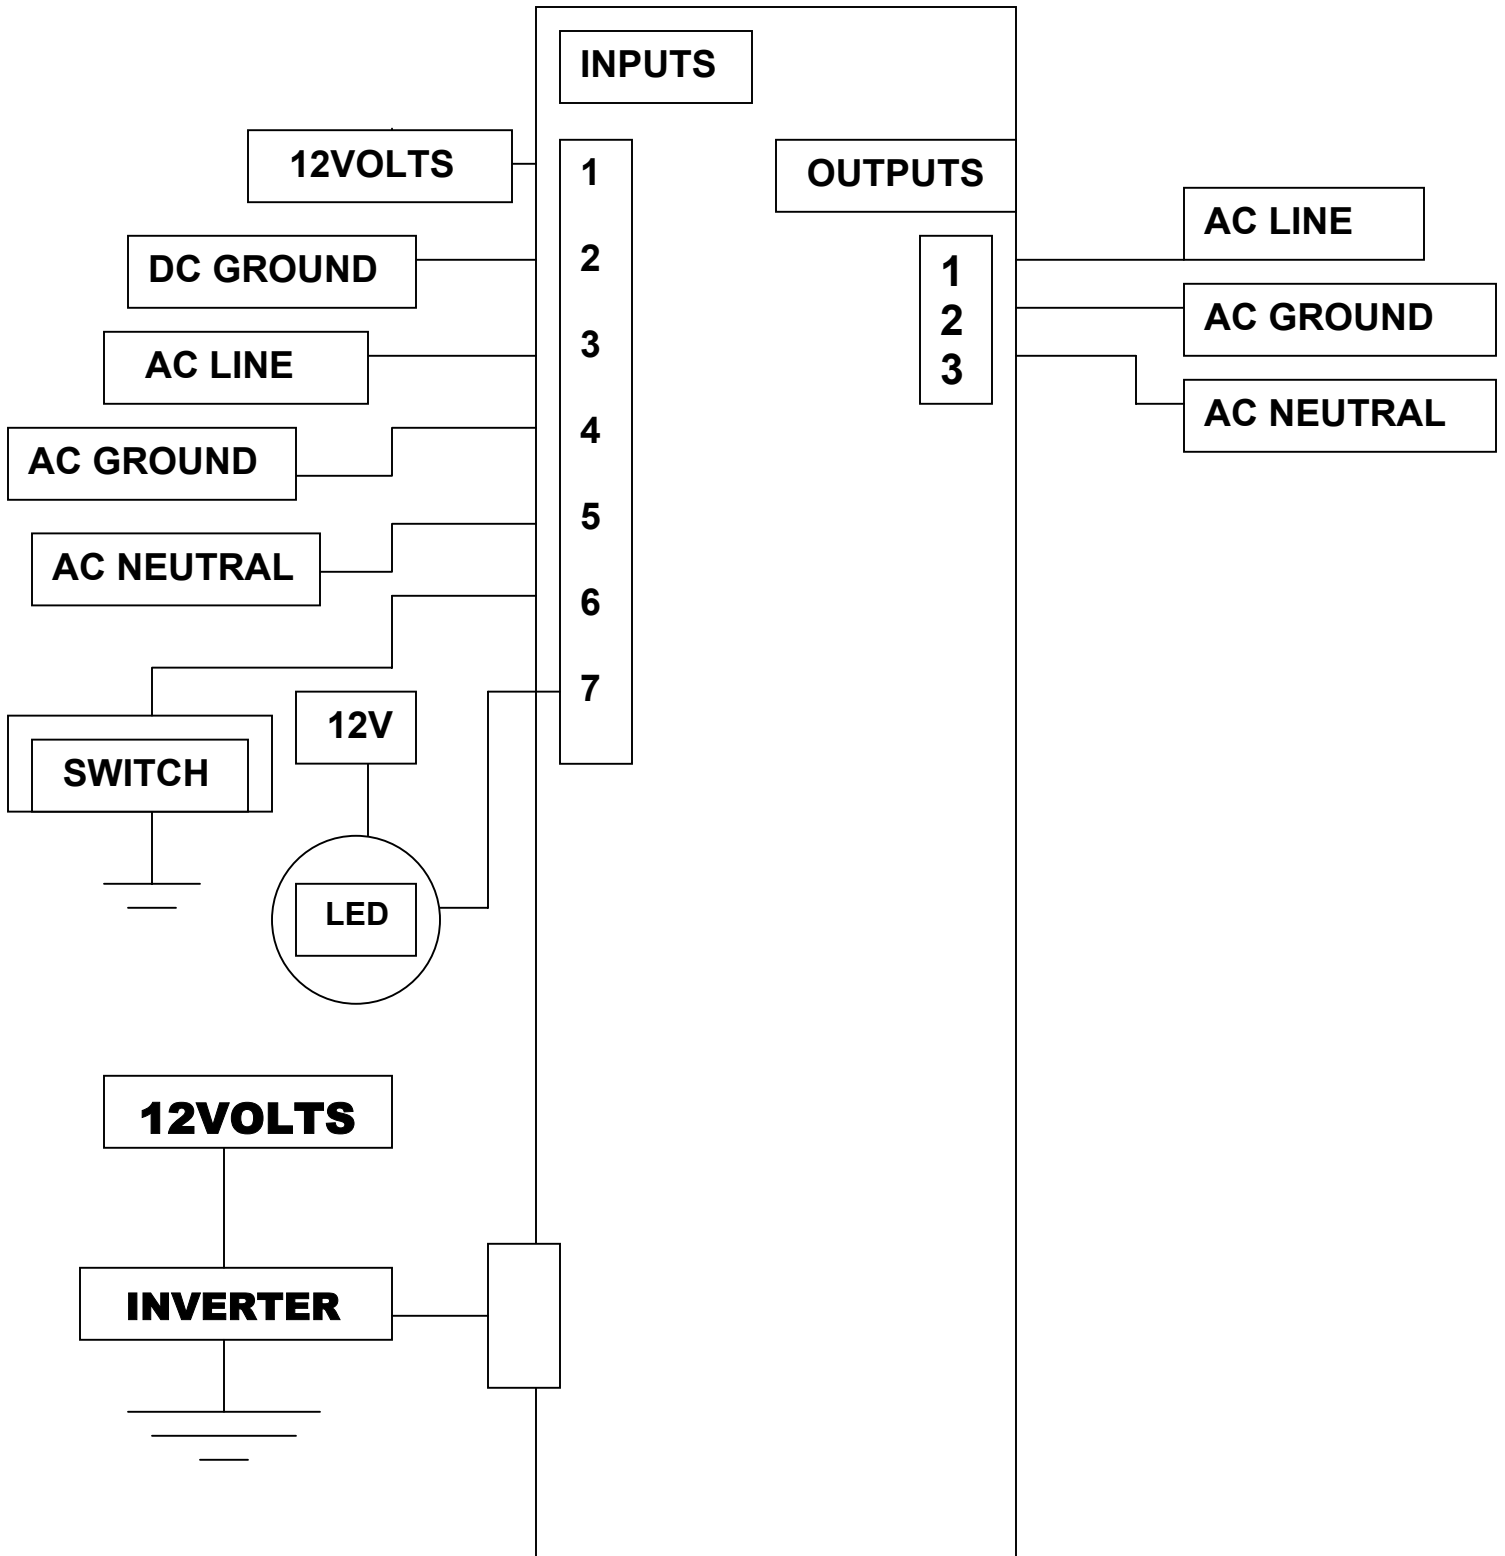 INPUTS
12VOLTS
DC GROUND
AC LINE
AC GROUND
AC NEUTRAL
1
2
3
4
5
6
7
SWITCH
12V
LED
OUTPUTS
1
2
3
AC LINE
AC GROUND
AC NEUTRAL
12VOLTS
INVERTER